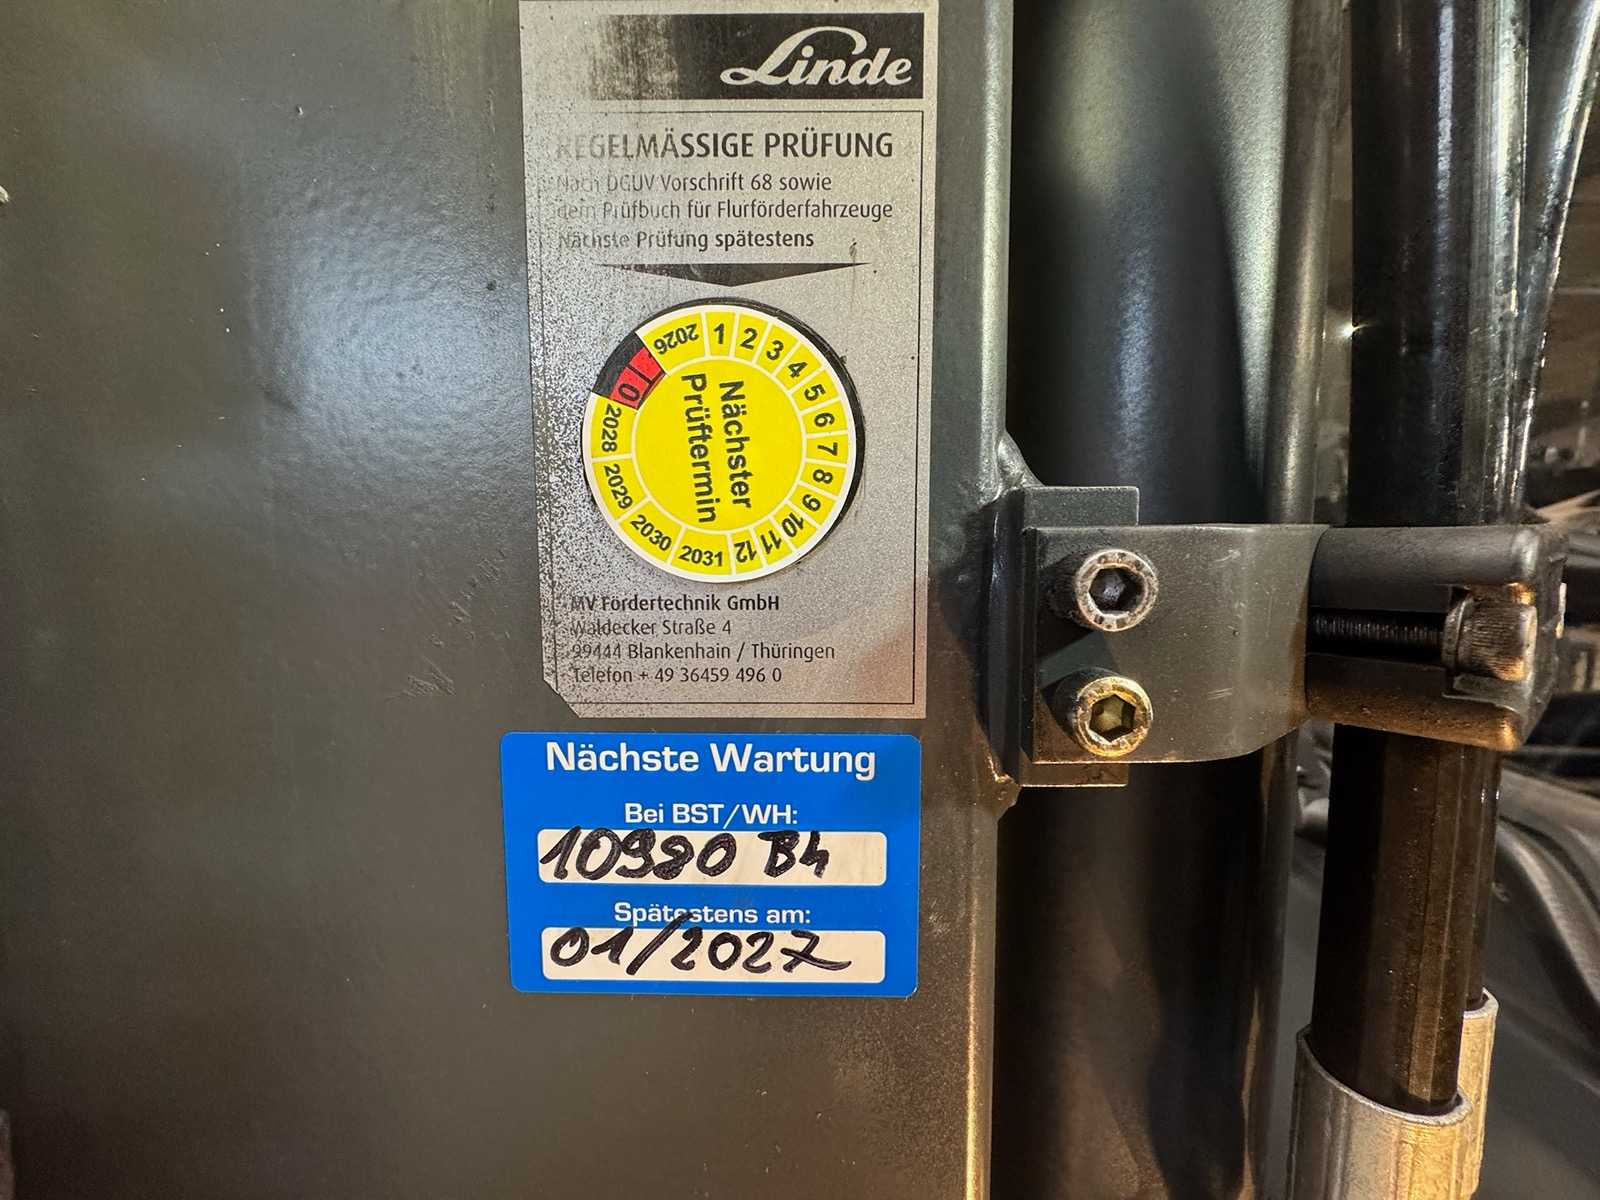 Linde
REGELMÄSSIGE PRÜFUNG
Nach DGUV Vorschrift 68 sowie
dem Prüfbuch für Flurförderfahrzeuge
Nächste Prüfung spätestens
2026 1 2 3 4 5 6 7 8 9 10 11 12 2031 2030 2029 2028
Nächster
Prüftermin
MV Fördertechnik GmbH
Waldecker Straße 4
99444 Blankenhain / Thüringen
Telefon + 49 36459 496 0
Nächste Wartung
Bei BST/WH:
10980 Bh
Spätestens am:
01/2027